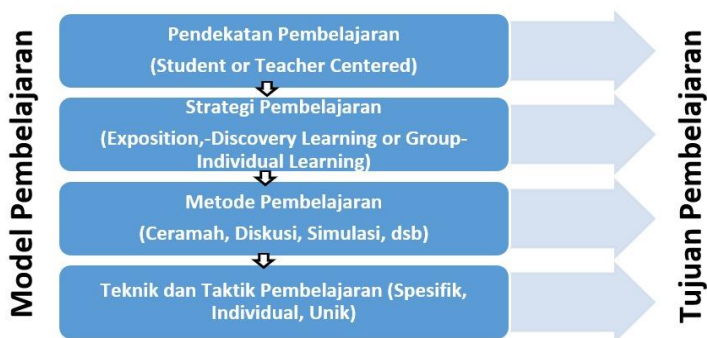 Model Pembelajaran
Pendekatan Pembelajaran
(Student or Teacher Centered)
Strategi Pembelajaran
(Exposition,-Discovery Learning or Group-
Individual Learning)
Metode Pembelajaran
(Ceramah, Diskusi, Simulasi, dsb)
Teknik dan Taktik Pembelajaran (Spesifik,
Individual, Unik)
Tujuan Pembelajaran